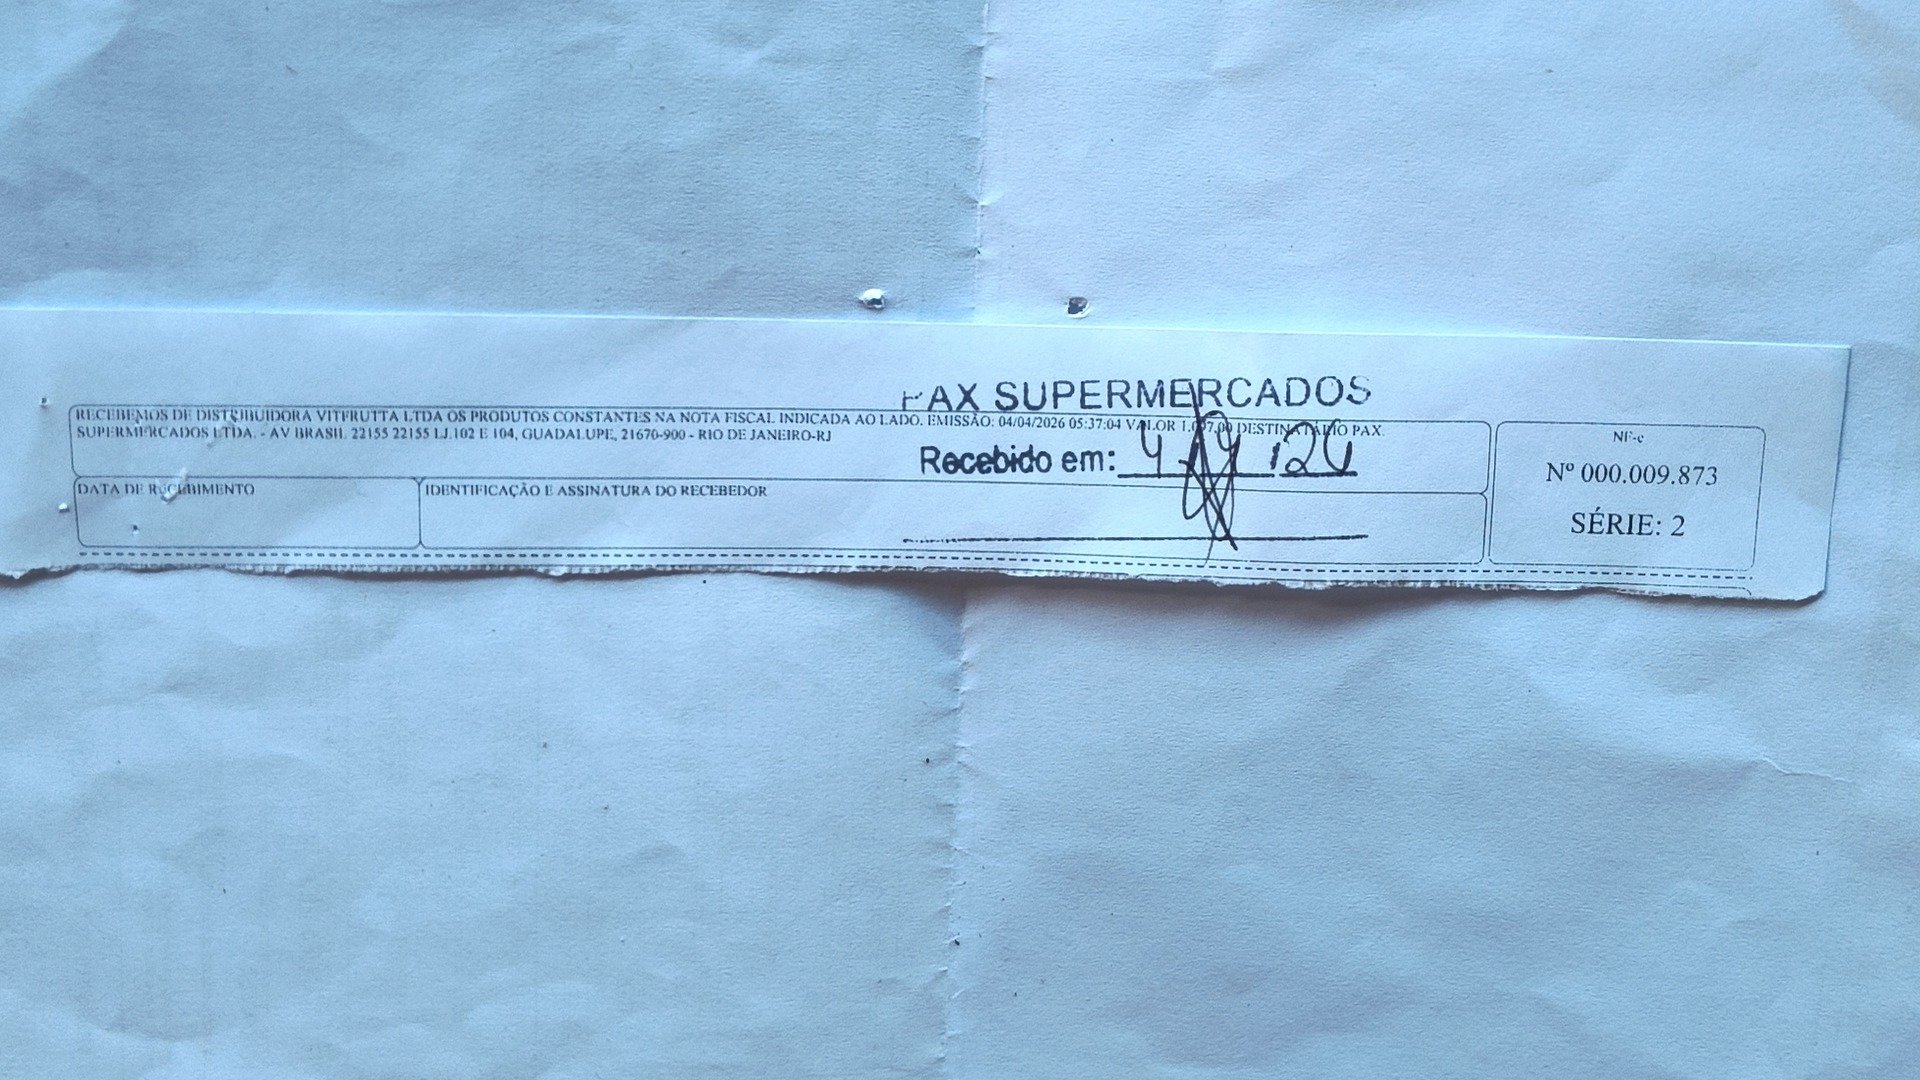 PAX SUPERMERCADOS
RECEBEMOS DE DISTRIBUIDORA VITFRUTTA LTDA OS PRODUTOS CONSTANTES NA NOTA FISCAL INDICADA AO LADO. EMISSÃO: 04/04/2026 05:37:04 VALOR DESTINATÁRIO PAX
SUPERMERCADOS LTDA. - AV BRASIL 22155 22155 LJ.102 E 104, GUADALUPE, 21670-900 - RIO DE JANEIRO-RJ
Recebido em: 4
DATA DE RECEBIMENTO
IDENTIFICAÇÃO E ASSINATURA DO RECEBEDOR
NF-e
Nº 000.009.873
SÉRIE: 2